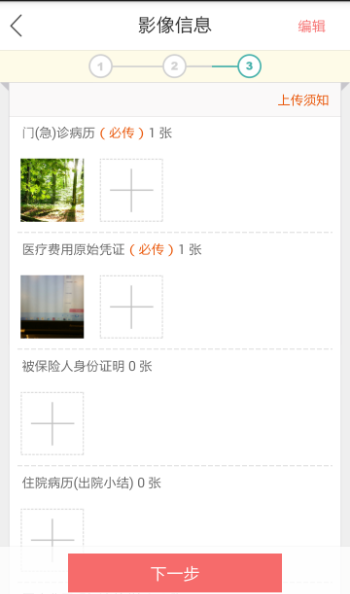 影像信息
编辑
1
2
3
上传须知
门(急)诊病历（必传）1 张
医疗费用原始凭证（必传）1 张
被保险人身份证明 0 张
住院病历(出院小结) 0 张
下一步